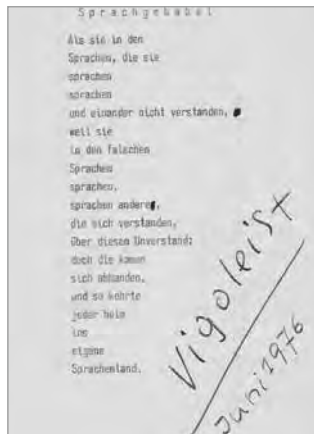 Sprachgebabel
Als sie in den
Sprachen, die sie
sprachen
sprachen
und einander nicht verstanden,
weil sie
in den falschen
Sprachen
sprachen,
sprachen andere,
die sich verstanden,
über diesen Unverstand:
doch die kamen
sich abhanden,
und so kehrte
jeder heim
ins
eigene
Sprachenland.
Vigoleis+
Juni 1976